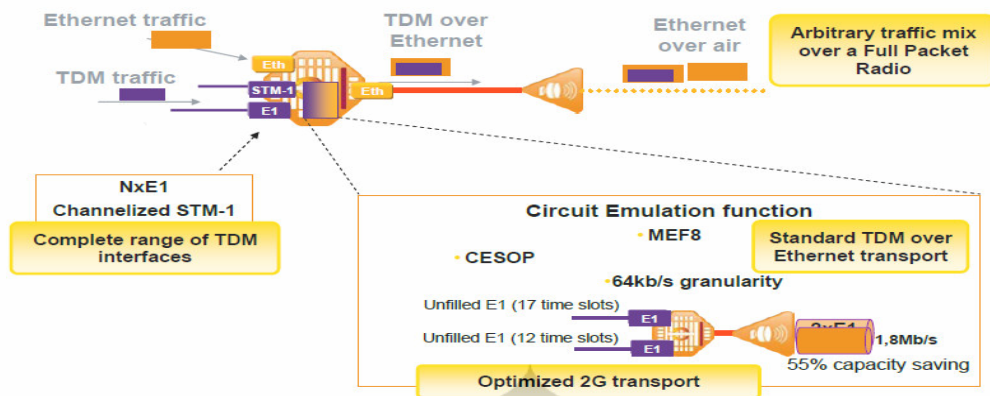 Ethernet traffic
TDM over
Ethernet
Ethernet
over air
Arbitrary traffic mix
over a Full Packet
Radio
TDM traffic
Eth
STM-1
E1
Eth
NxE1
Channelized STM-1
Complete range of TDM
interfaces
Circuit Emulation function
• MEF8
• CESOP
Standard TDM over
Ethernet transport
• 64kb/s granularity
Unfilled E1 (17 time slots)
E1
Unfilled E1 (12 time slots)
E1
1,8Mb/s
55% capacity saving
Optimized 2G transport